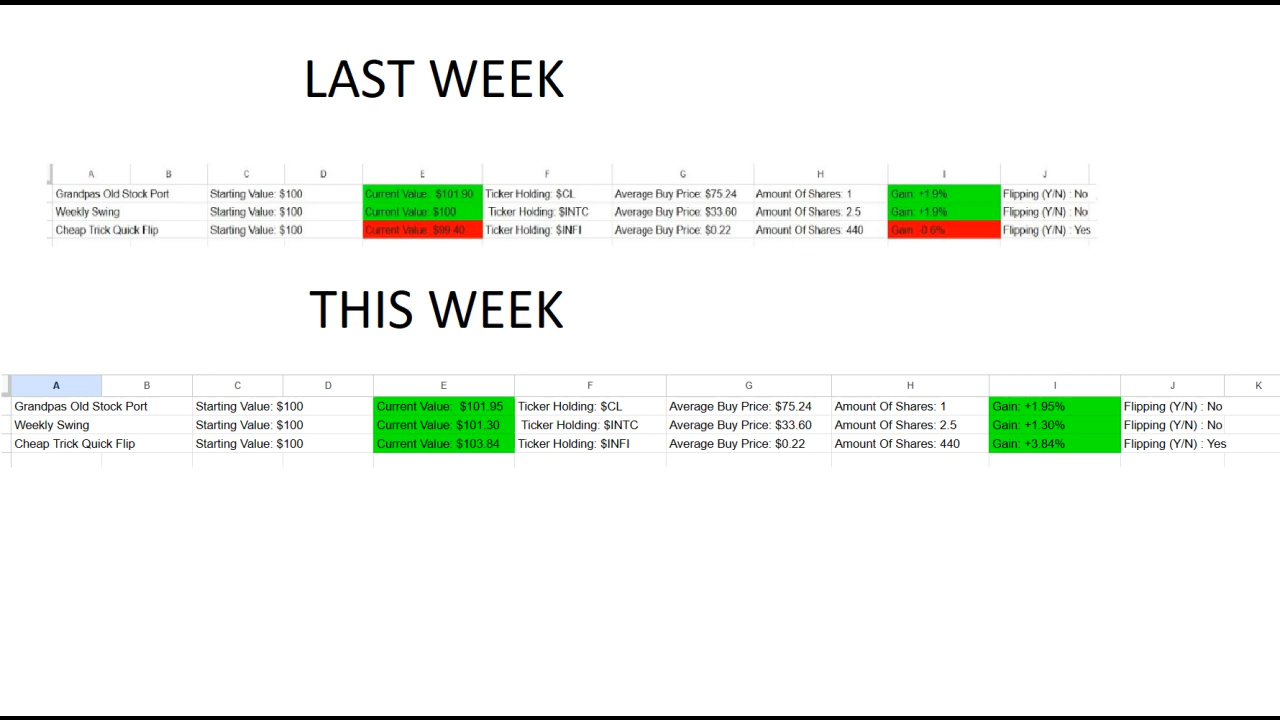 LAST WEEK
A B C D E F G H I J
Grandpas Old Stock Port Starting Value: $100 Current Value: $101.90 Ticker Holding: $CL Average Buy Price: $75.24 Amount Of Shares: 1 Gain: +1.9% Flipping (Y/N) : No
Weekly Swing Starting Value: $100 Current Value: $100 Ticker Holding: $INTC Average Buy Price: $33.60 Amount Of Shares: 2.5 Gain: +1.9% Flipping (Y/N) : No
Cheap Trick Quick Flip Starting Value: $100 Current Value: $99.40 Ticker Holding: $INFI Average Buy Price: $0.22 Amount Of Shares: 440 Gain: -0.6% Flipping (Y/N) : Yes
THIS WEEK
A B C D E F G H I J K
Grandpas Old Stock Port Starting Value: $100 Current Value: $101.95 Ticker Holding: $CL Average Buy Price: $75.24 Amount Of Shares: 1 Gain: +1.95% Flipping (Y/N) : No
Weekly Swing Starting Value: $100 Current Value: $101.30 Ticker Holding: $INTC Average Buy Price: $33.60 Amount Of Shares: 2.5 Gain: +1.30% Flipping (Y/N) : No
Cheap Trick Quick Flip Starting Value: $100 Current Value: $103.84 Ticker Holding: $INFI Average Buy Price: $0.22 Amount Of Shares: 440 Gain: +3.84% Flipping (Y/N) : Yes